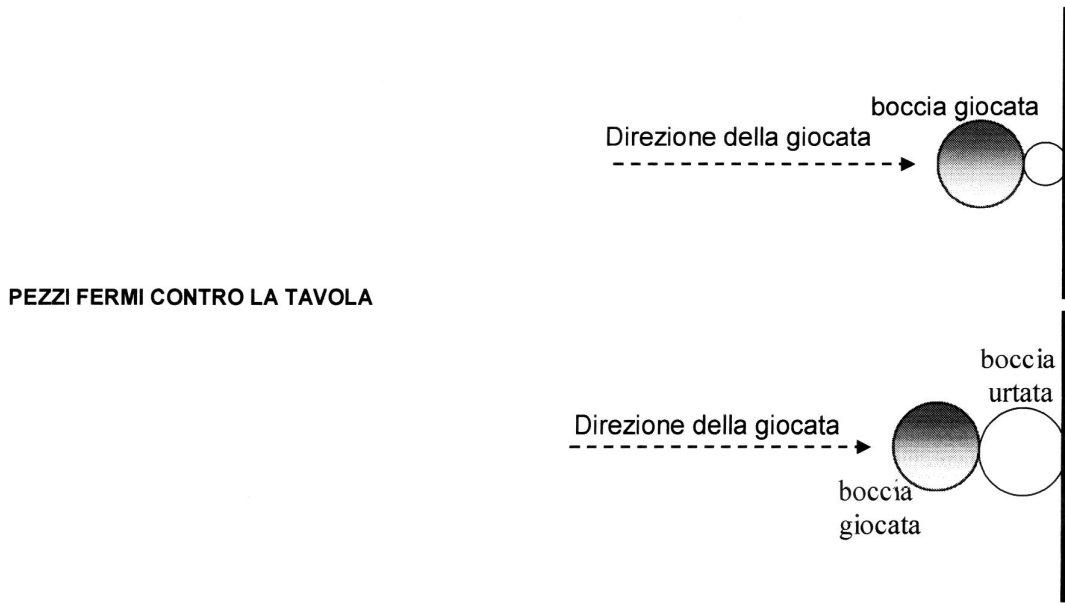 boccia giocata
Direzione della giocata
PEZZI FERMI CONTRO LA TAVOLA
boccia
urtata
Direzione della giocata
boccia
giocata